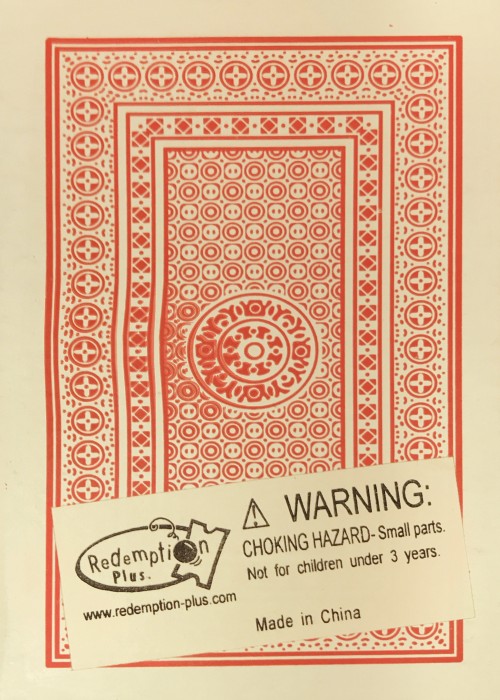 Redemption
Plus.
www.redemption-plus.com
WARNING:
CHOKING HAZARD- Small parts.
Not for children under 3 years.
Made in China